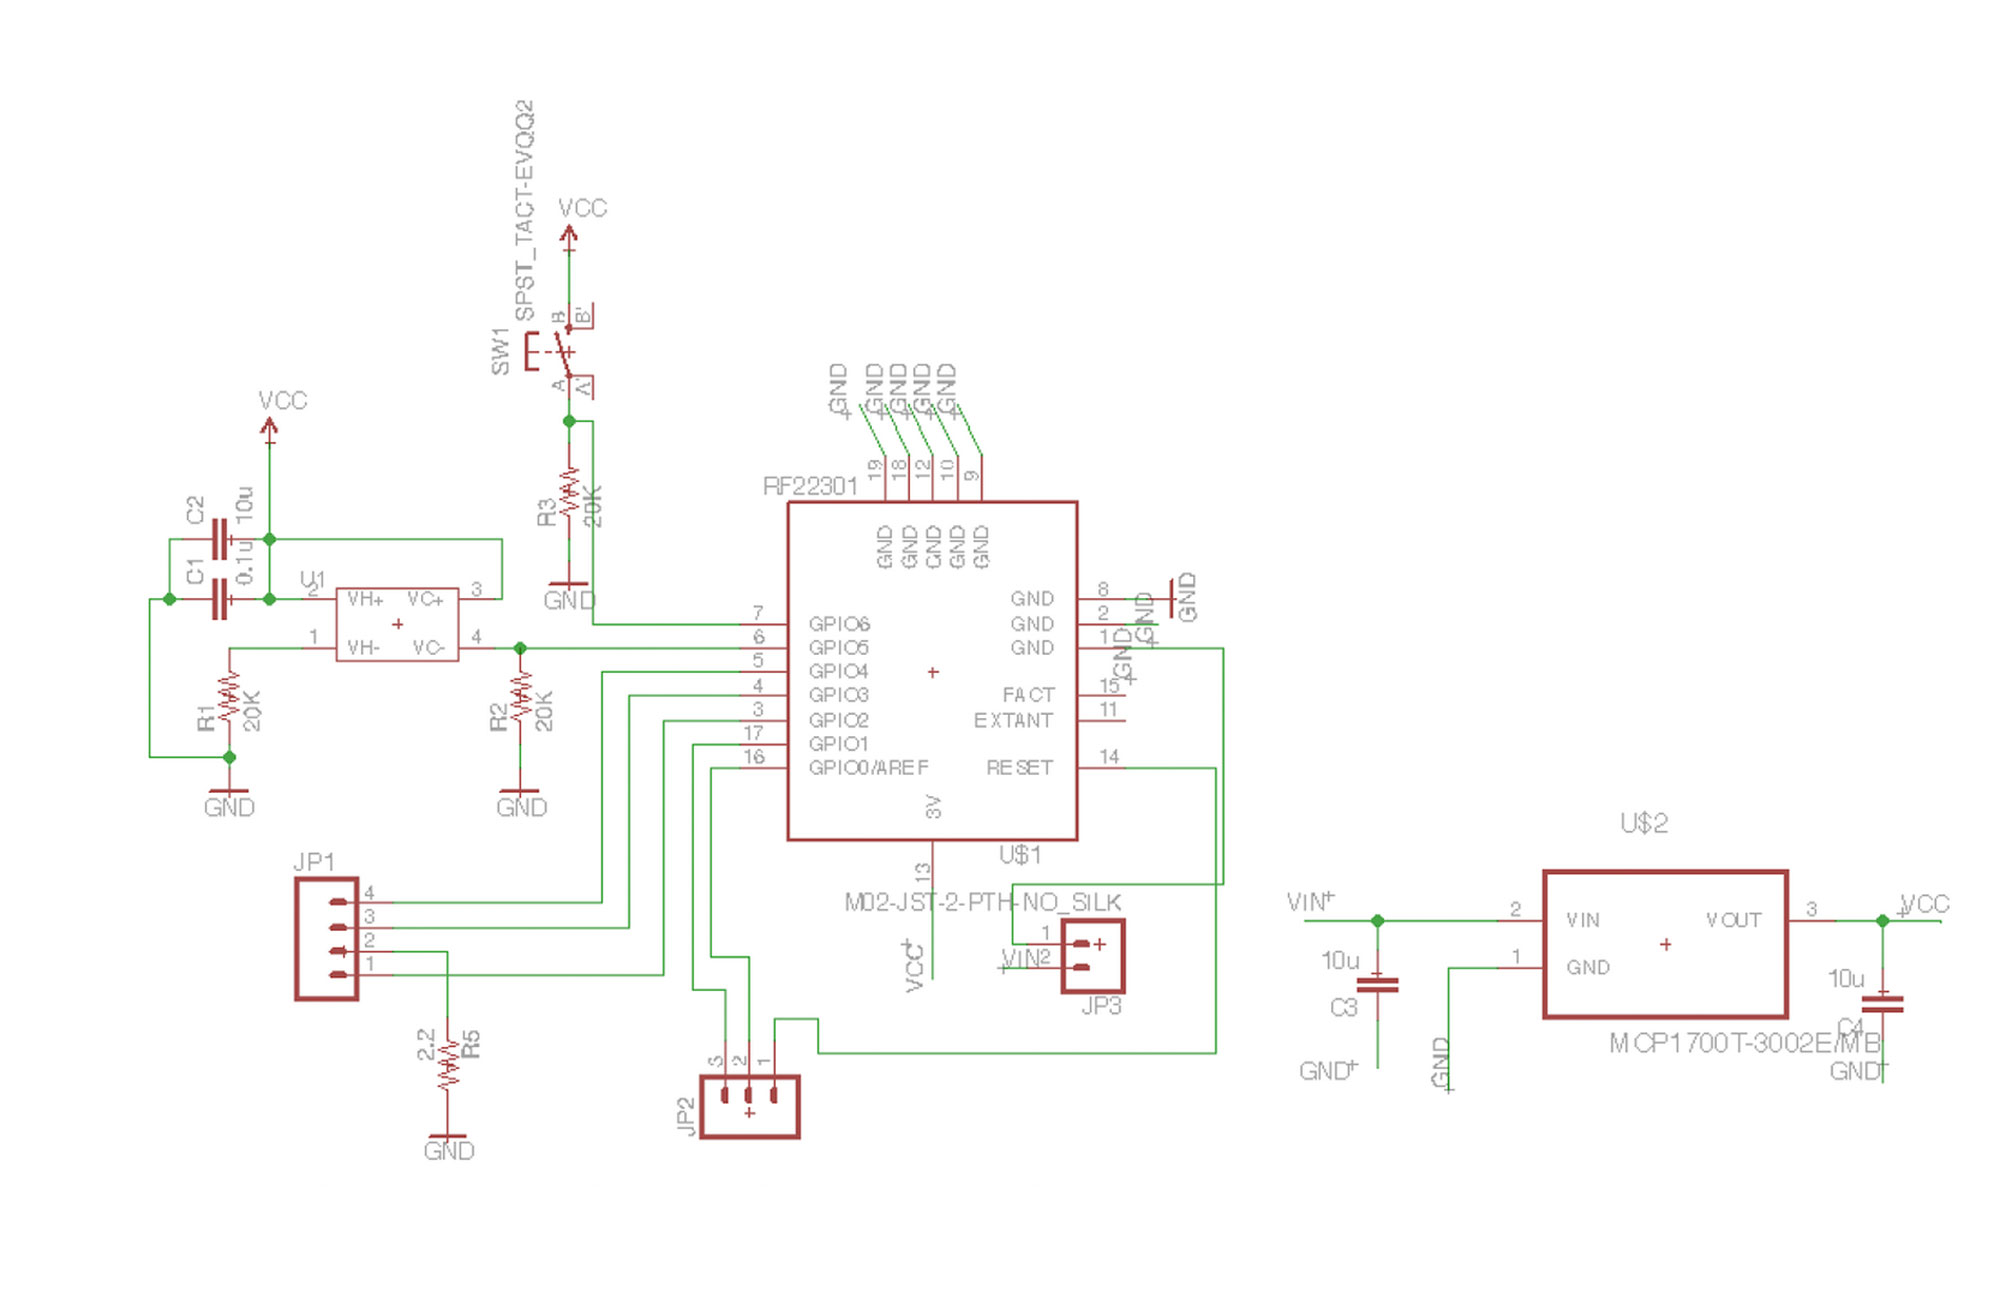 SPST_TACT-EVQQ2
VCC
B
B'
SW1
A
A'
R3
20K
GND
VCC
C2
10u
C1
0.1u
U1
2
VH+
VC+
3
1
VH-
VC-
4
R1
20K
GND
R2
20K
GND
GND
GND
GND
GND
GND
19
18
12
10
9
RF22301
GND
GND
GND
GND
GND
7
GPIO6
6
GPIO5
5
GPIO4
4
GPIO3
3
GPIO2
17
GPIO1
16
GPIO0/AREF
GND
8
GND
GND
2
GND
GND
1
GND
FACT
15
EXTANT
11
RESET
14
3V
13
U$1
VCC
JP1
4
3
2
1
2.2
R5
GND
M02-JST-2-PTH-NO_SILK
1
VIN
2
JP3
3
2
1
JP2
U$2
VIN
2
VIN
VOUT
3
VCC
1
GND
10u
C3
GND
GND
10u
C4
MCP1700T-3002E/MB
GND